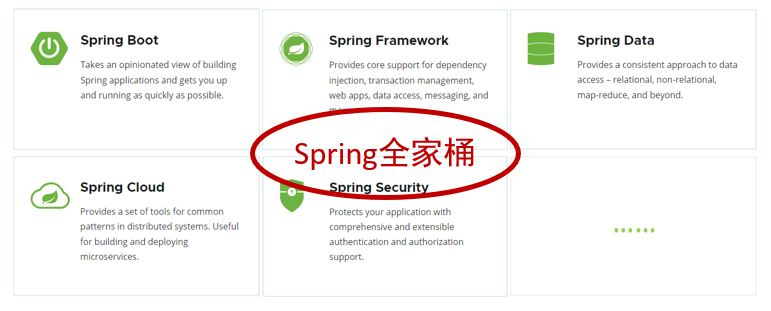 Spring Boot
Takes an opinionated view of building
Spring applications and gets you up
and running as quickly as possible.
Spring Framework
Provides core support for dependency
injection, transaction management,
web apps, data access, messaging, and
Spring Data
Provides a consistent approach to data
access – relational, non-relational,
map-reduce, and beyond.
Spring全家桶
Spring Cloud
Provides a set of tools for common
patterns in distributed systems. Useful
for building and deploying
microservices.
Spring Security
Protects your application with
comprehensive and extensible
authentication and authorization
support.
……